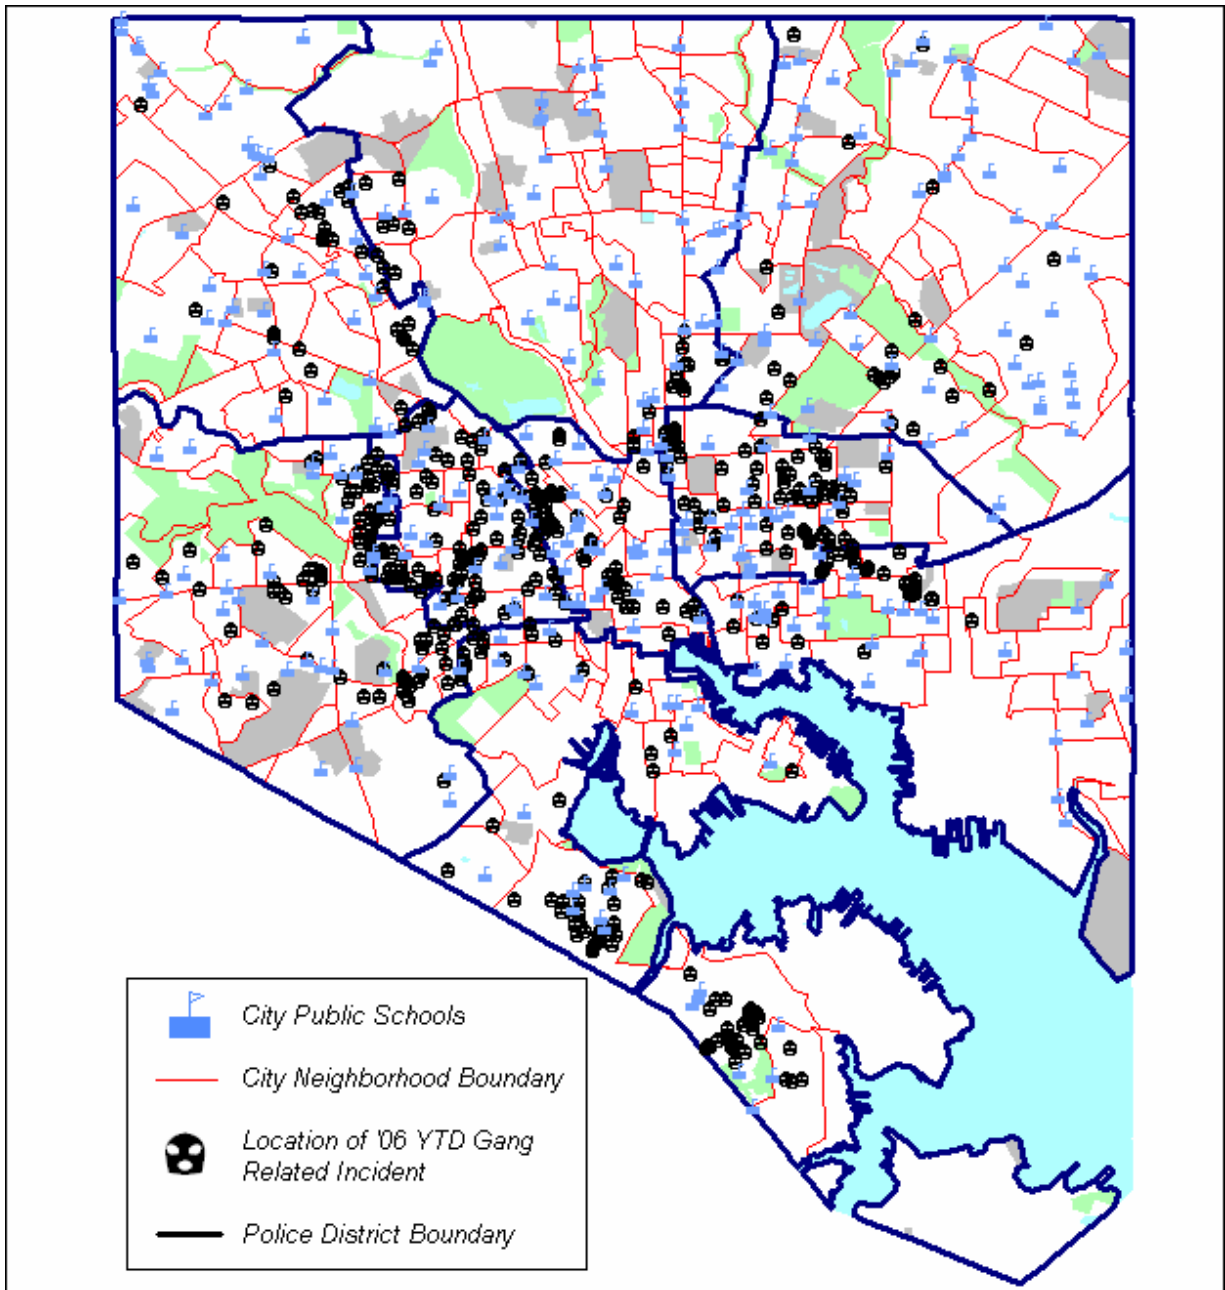 City Public Schools
City Neighborhood Boundary
Location of '06 YTD Gang
Related Incident
Police District Boundary